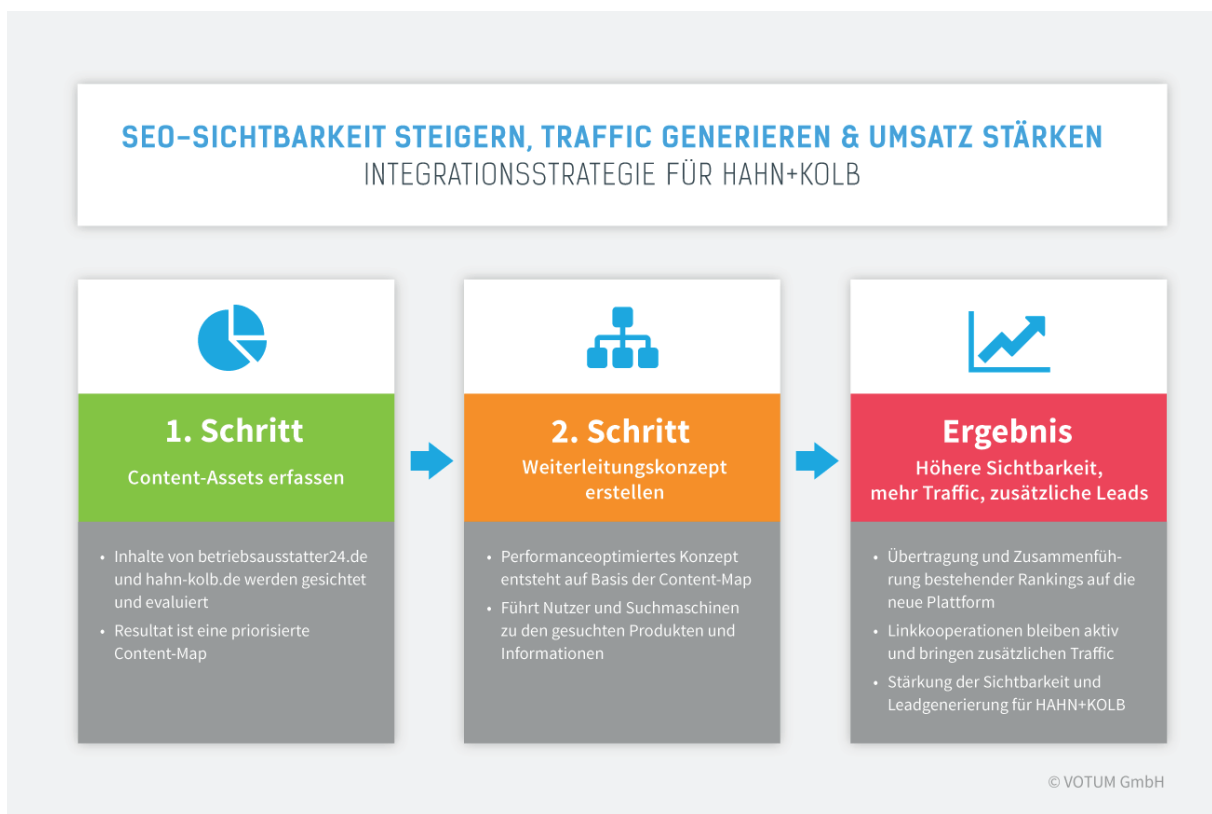 SEO-SICHTBARKEIT STEIGERN, TRAFFIC GENERIEREN & UMSATZ STÄRKEN
INTEGRATIONSSTRATEGIE FÜR HAHN+KOLB
1. Schritt
Content-Assets erfassen
• Inhalte von betriebsausstatter24.de
und hahn-kolb.de werden gesichtet
und evaluiert
• Resultat ist eine priorisierte
Content-Map
2. Schritt
Weiterleitungskonzept
erstellen
• Performanceoptimiertes Konzept
entsteht auf Basis der Content-Map
• Führt Nutzer und Suchmaschinen
zu den gesuchten Produkten und
Informationen
Ergebnis
Höhere Sichtbarkeit,
mehr Traffic, zusätzliche Leads
• Übertragung und Zusammenfüh-
rung bestehender Rankings auf die
neue Plattform
• Linkkooperationen bleiben aktiv
und bringen zusätzlichen Traffic
• Stärkung der Sichtbarkeit und
Leadgenerierung für HAHN+KOLB
© VOTUM GmbH